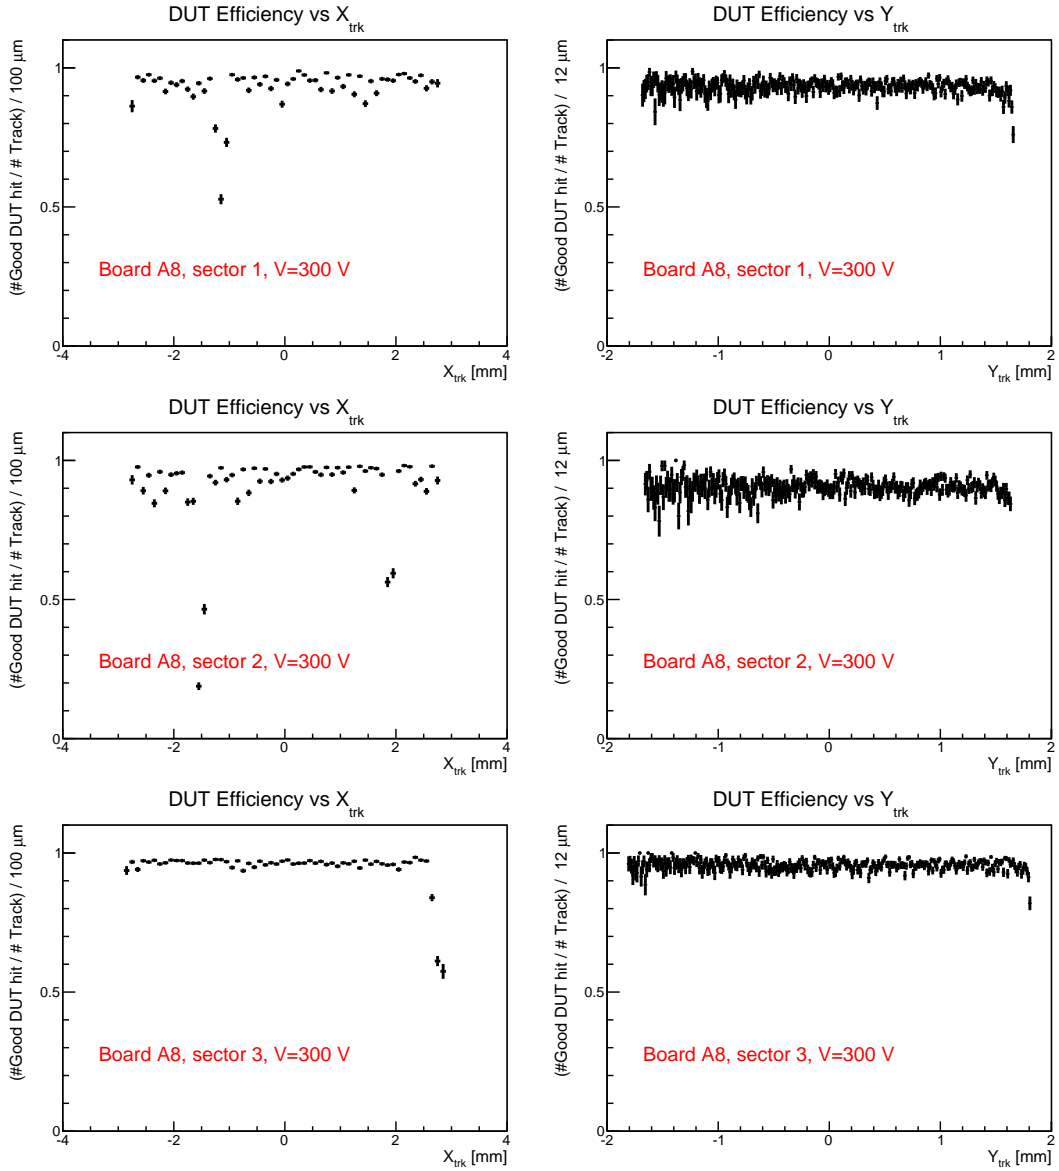 DUT Efficiency vs X_trk
(#Good DUT hit / # Track) / 100 µm
1
0.5
0
Board A8, sector 1, V=300 V
-4 -2 0 2 4
X_trk [mm]
DUT Efficiency vs Y_trk
(#Good DUT hit / # Track) / 12 µm
1
0.5
0
Board A8, sector 1, V=300 V
-2 -1 0 1 2
Y_trk [mm]
DUT Efficiency vs X_trk
(#Good DUT hit / # Track) / 100 µm
1
0.5
0
Board A8, sector 2, V=300 V
-4 -2 0 2 4
X_trk [mm]
DUT Efficiency vs Y_trk
(#Good DUT hit / # Track) / 12 µm
1
0.5
0
Board A8, sector 2, V=300 V
-2 -1 0 1 2
Y_trk [mm]
DUT Efficiency vs X_trk
(#Good DUT hit / # Track) / 100 µm
1
0.5
0
Board A8, sector 3, V=300 V
-4 -2 0 2 4
X_trk [mm]
DUT Efficiency vs Y_trk
(#Good DUT hit / # Track) / 12 µm
1
0.5
0
Board A8, sector 3, V=300 V
-2 -1 0 1 2
Y_trk [mm]